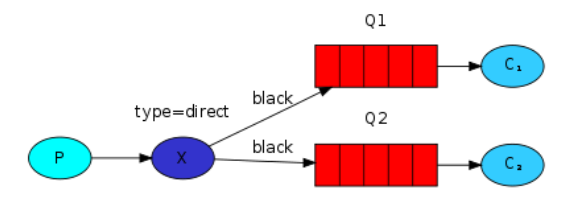 Q1
C₁
black
type=direct
Q2
black
P
X
C₂